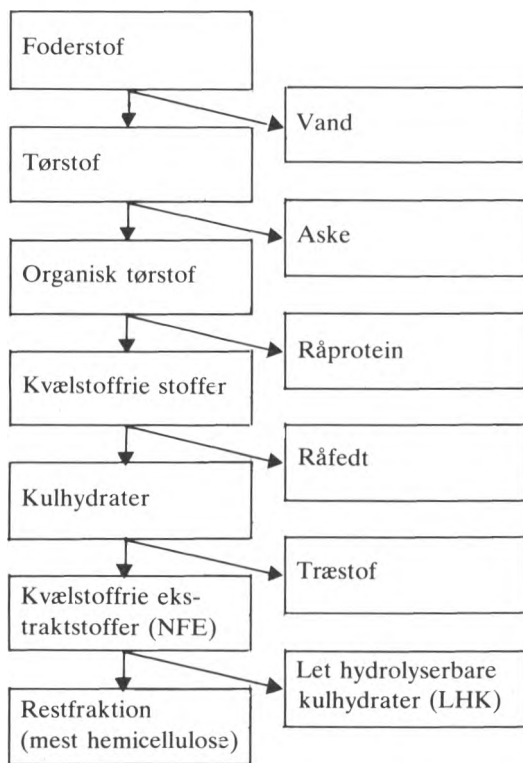 Foderstof
Vand
Tørstof
Aske
Organisk tørstof
Råprotein
Kvælstoffrie stoffer
Råfedt
Kulhydrater
Træstof
Kvælstoffrie eks-
traktstoffer (NFE)
Let hydrolyserbare
kulhydrater (LHK)
Restfraktion
(mest hemicellulose)